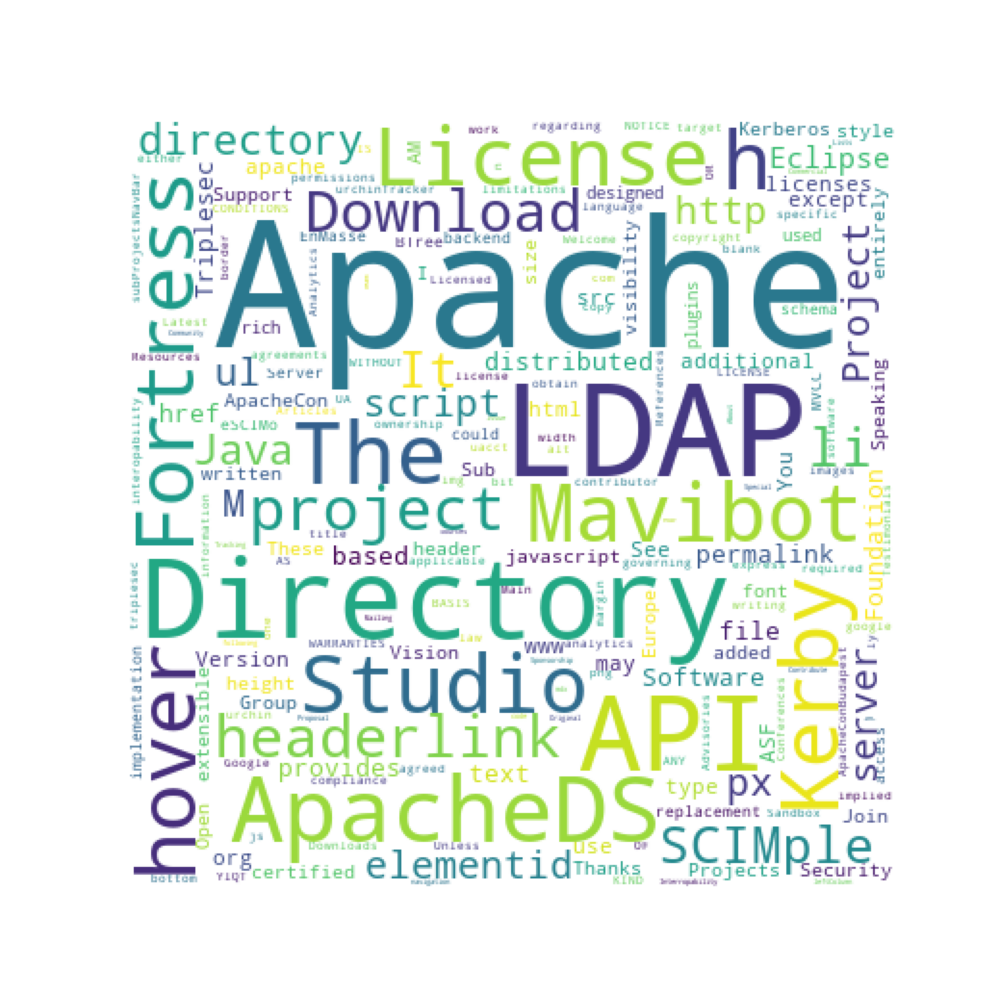 work
regarding
NOTICE
target
Kerberos
style
directory
License
h
AM
Eclipse
either
apache
permissions
Support
urchinTracker
limitations
designed
licenses
except
CONDITIONS
Download
language
http
specific
Triplesec
Fortress
subProjectsNavBar
border
EnMasse
BTree
backend
Welcome
copyright
used
entirely
blank
Apache
Analytics
I
Licensed
size
src
com
copy
visibility
plugins
schema
Project
Latest
Community
rich
Resources
agreements
WITHOUT
It
distributed
additional
ul
Server
license
obtain
LICENSE
References
MVCC
software
Speaking
ApacheCon
UA
script
html
LDAP
href
Articles
eSCIMo
ownership
could
width
li
interopability
Java
The
uacct
alt
You
written
Sub
img
bit
contributor
Special
images
M
project
Mavibot
Foundation
testimonials
information
title
Tracking
These
based
header
javascript
See
permalink
AS
applicable
governing
express
required
D
Directory
Main
BASIS
margin
font
writing
triplesec
one
Mailing
google
following
law
Europe
file
Kerby
WARRANTIES
Vision
www
analytics
added
hover
Version
Studio
Sponsorship
may
Contribute
server
implementation
extensible
height
png
Software
Group
urchin
Proposal
Original
API
Advisories
ASF
Conferences
ApacheConBudapest
access
headerlink
Google
provides
agreed
text
ANY
compliance
type
px
implied
Open
ApacheDS
replacement
Sandbox
Join
js
Downloads
Unless
OF
use
SCIMple
org
YiQT
certified
elementid
Thanks
Projects
Security
bottom
navigation
KIND
Interropability
leftColumn